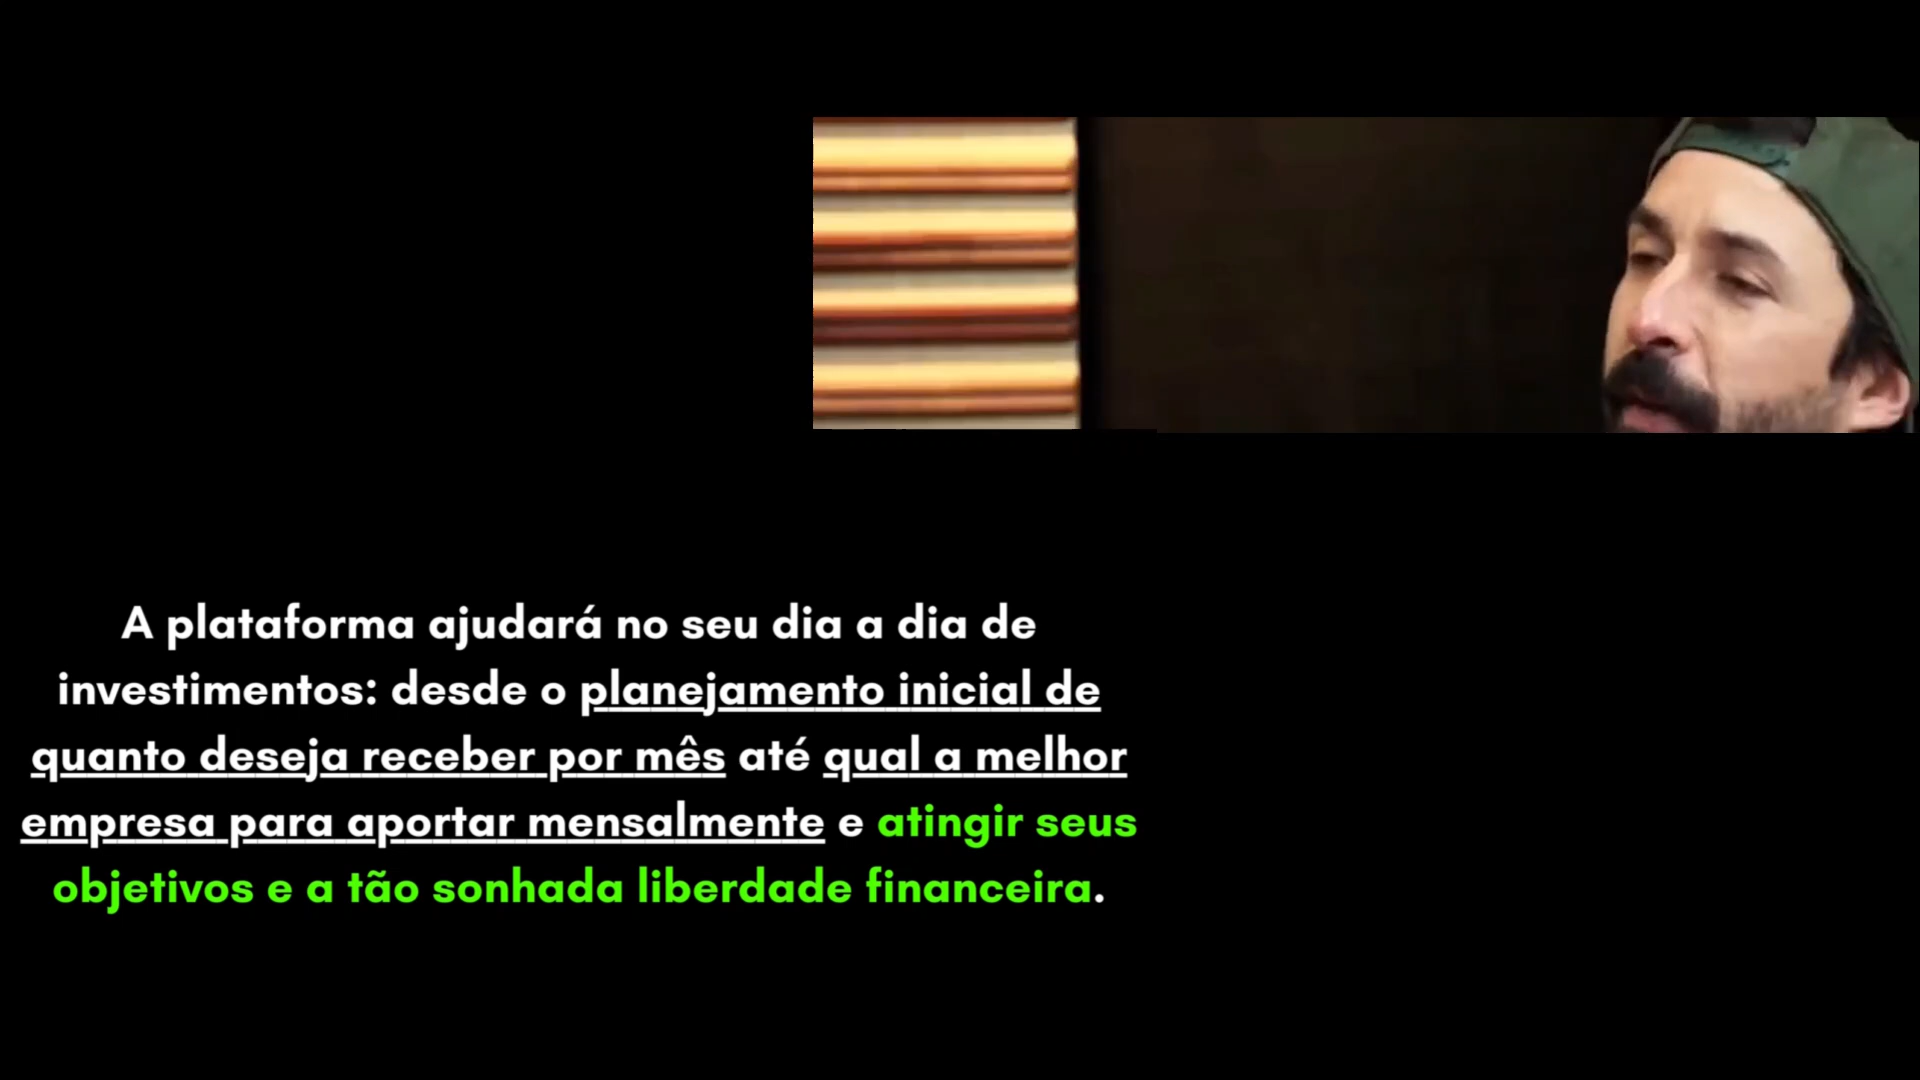 A plataforma ajudará no seu dia a dia de
investimentos: desde o planejamento inicial de
quanto deseja receber por mês até qual a melhor
empresa para aportar mensalmente e atingir seus
objetivos e a tão sonhada liberdade financeira.